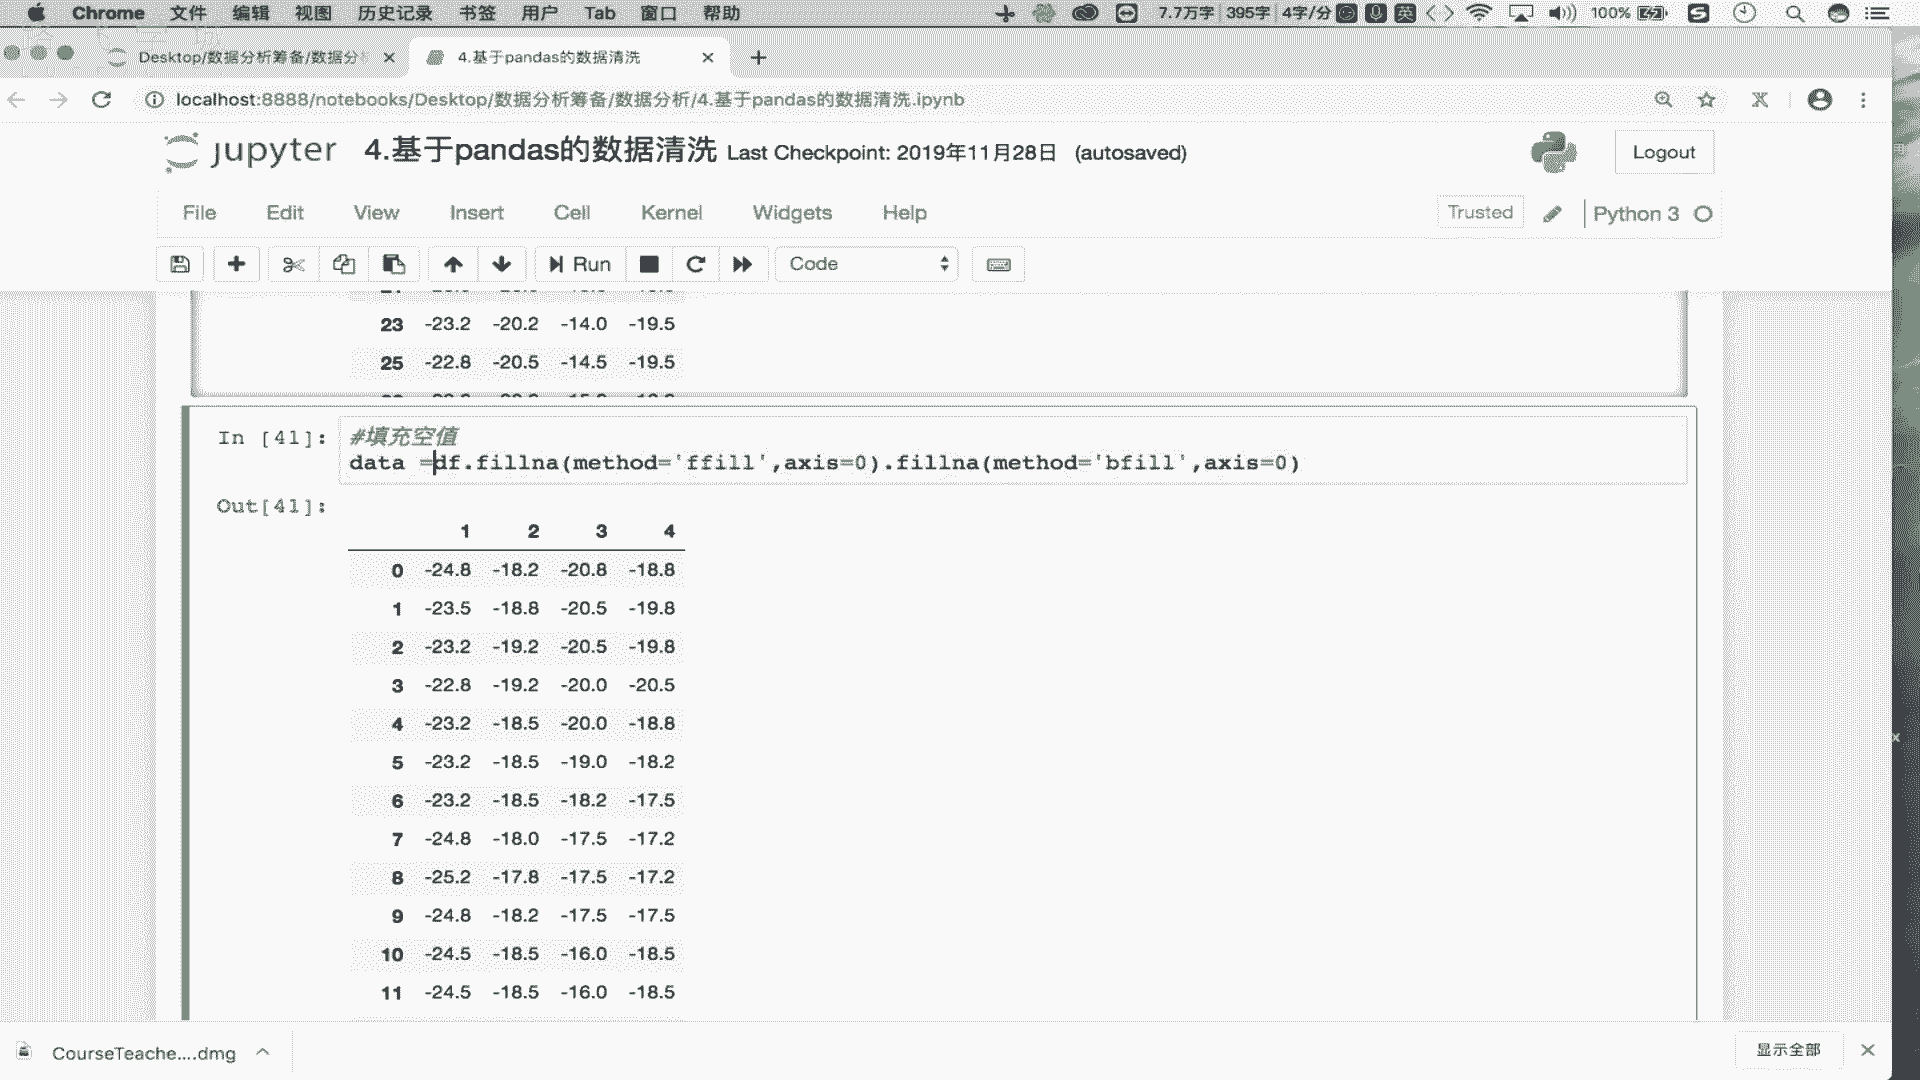 Chrome 文件 编辑 视图 历史记录 书签 用户 Tab 窗口 帮助 7.7万字 395字 4字/分 英 100%
Desktop/数据分析筹备/数据分 4.基于pandas的数据清洗
localhost:8888/notebooks/Desktop/数据分析筹备/数据分析/4.基于pandas的数据清洗.ipynb
jupyter 4.基于pandas的数据清洗 Last Checkpoint: 2019年11月28日 (autosaved) Logout
File Edit View Insert Cell Kernel Widgets Help Trusted Python 3
Run Code
23 -23.2 -20.2 -14.0 -19.5
25 -22.8 -20.5 -14.5 -19.5
In [41]: #填充空值
data =df.fillna(method='ffill',axis=0).fillna(method='bfill',axis=0)
Out[41]:
1 2 3 4
0 -24.8 -18.2 -20.8 -18.8
1 -23.5 -18.8 -20.5 -19.8
2 -23.2 -19.2 -20.5 -19.8
3 -22.8 -19.2 -20.0 -20.5
4 -23.2 -18.5 -20.0 -18.8
5 -23.2 -18.5 -19.0 -18.2
6 -23.2 -18.5 -18.2 -17.5
7 -24.8 -18.0 -17.5 -17.2
8 -25.2 -17.8 -17.5 -17.2
9 -24.8 -18.2 -17.5 -17.5
10 -24.5 -18.5 -16.0 -18.5
11 -24.5 -18.5 -16.0 -18.5
CourseTeache....dmg 显示全部